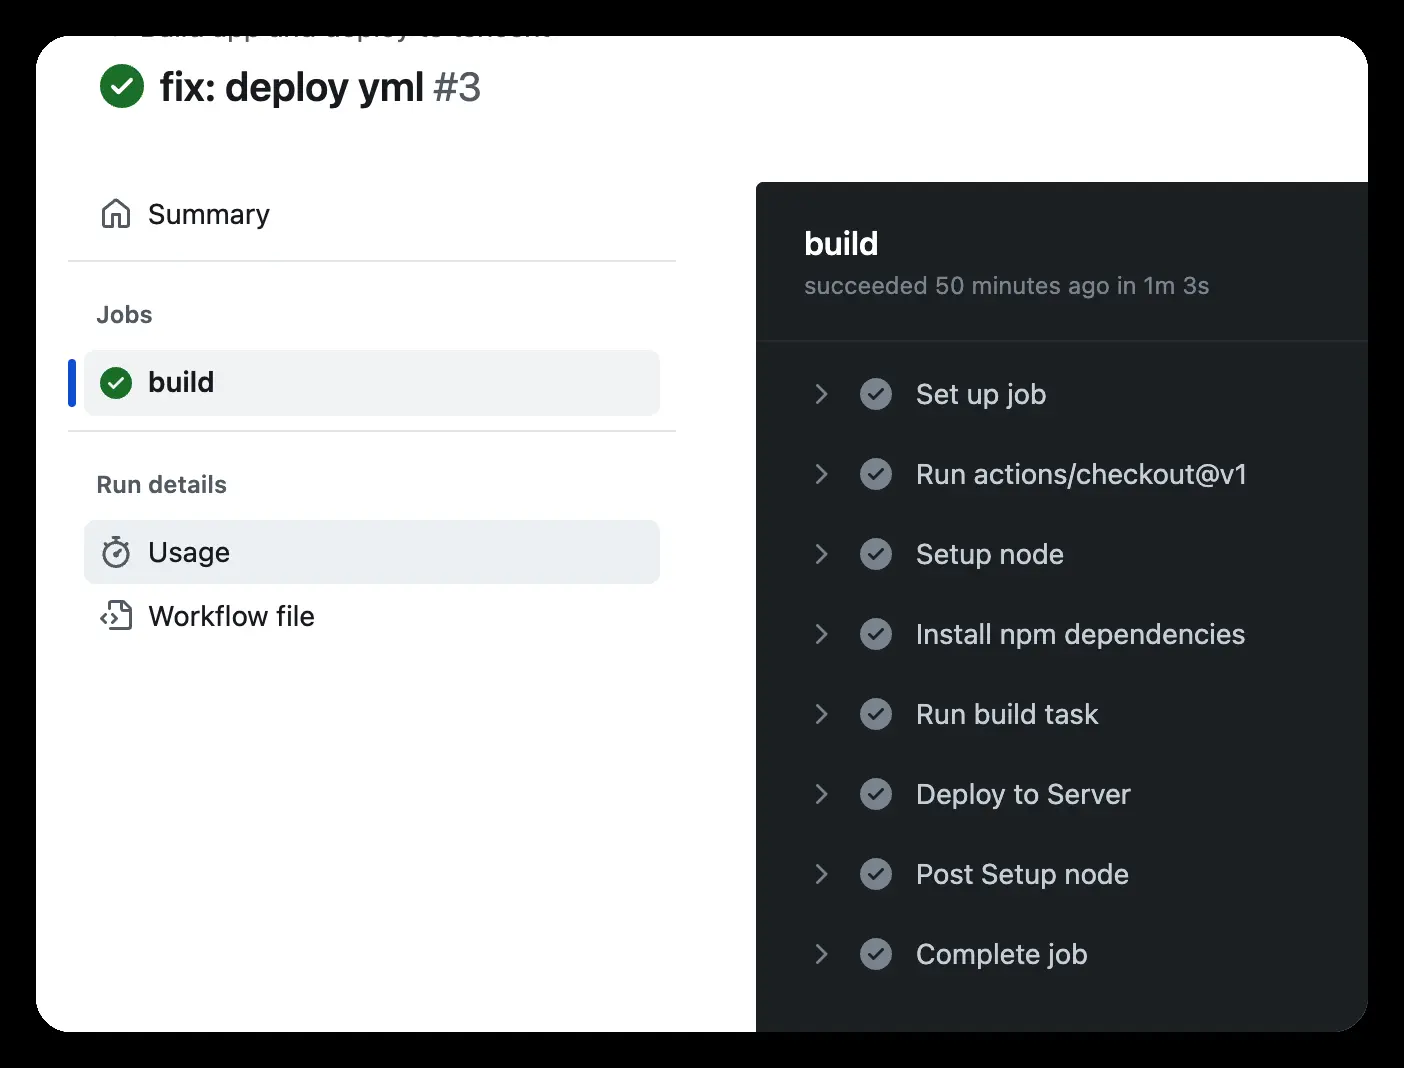 fix: deploy yml #3
Summary
Jobs
build
Run details
Usage
Workflow file
build
succeeded 50 minutes ago in 1m 3s
Set up job
Run actions/checkout@v1
Setup node
Install npm dependencies
Run build task
Deploy to Server
Post Setup node
Complete job